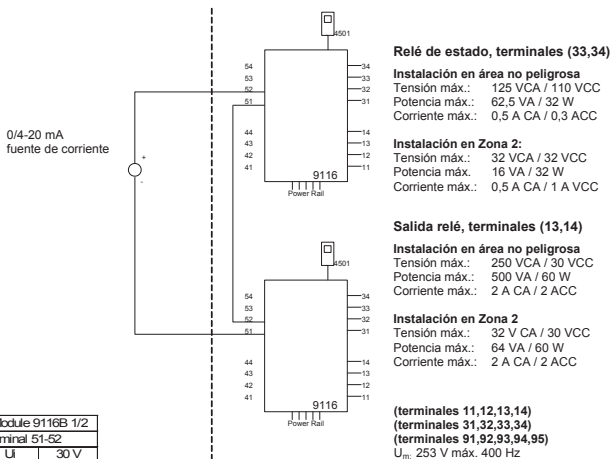 4501
54
53
52
51
44
43
42
41
34
33
32
31
14
13
12
11
9116
Power Rail
0/4-20 mA
fuente de corriente
+
-
4501
54
53
52
51
44
43
42
41
34
33
32
31
14
13
12
11
9116
Power Rail
Module 9116B 1/2
minal 51-52
Ui 30 V
Relé de estado, terminales (33,34)
Instalación en área no peligrosa
Tensión máx.: 125 VCA / 110 VCC
Potencia máx.: 62,5 VA / 32 W
Corriente máx.: 0,5 A CA / 0,3 ACC
Instalación en Zona 2:
Tensión máx.: 32 VCA / 32 VCC
Potencia máx. 16 VA / 32 W
Corriente máx.: 0,5 A CA / 1 A VCC
Salida relé, terminales (13,14)
Instalación en área no peligrosa
Tensión máx.: 250 VCA / 30 VCC
Potencia máx.: 500 VA / 60 W
Corriente máx.: 2 A CA / 2 ACC
Instalación en Zona 2
Tensión máx.: 32 V CA / 30 VCC
Potencia máx.: 64 VA / 60 W
Corriente máx.: 2 A CA / 2 ACC
(terminales 11,12,13,14)
(terminales 31,32,33,34)
(terminales 91,92,93,94,95)
Um: 253 V máx. 400 Hz